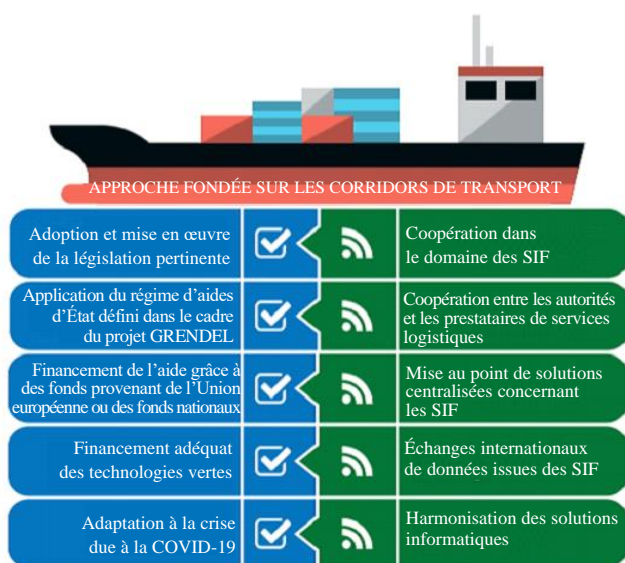 APPROCHE FONDÉE SUR LES CORRIDORS DE TRANSPORT
Adoption et mise en œuvre
de la législation pertinente
Coopération dans
le domaine des SIF
Application du régime d'aides
d'État défini dans le cadre
du projet GRENDEL
Coopération entre les autorités
et les prestataires de services
logistiques
Financement de l'aide grâce à
des fonds provenant de l'Union
européenne ou des fonds nationaux
Mise au point de solutions
centralisées concernant
les SIF
Financement adéquat
des technologies vertes
Échanges internationaux
de données issues des SIF
Adaptation à la crise
due à la COVID-19
Harmonisation des solutions
informatiques